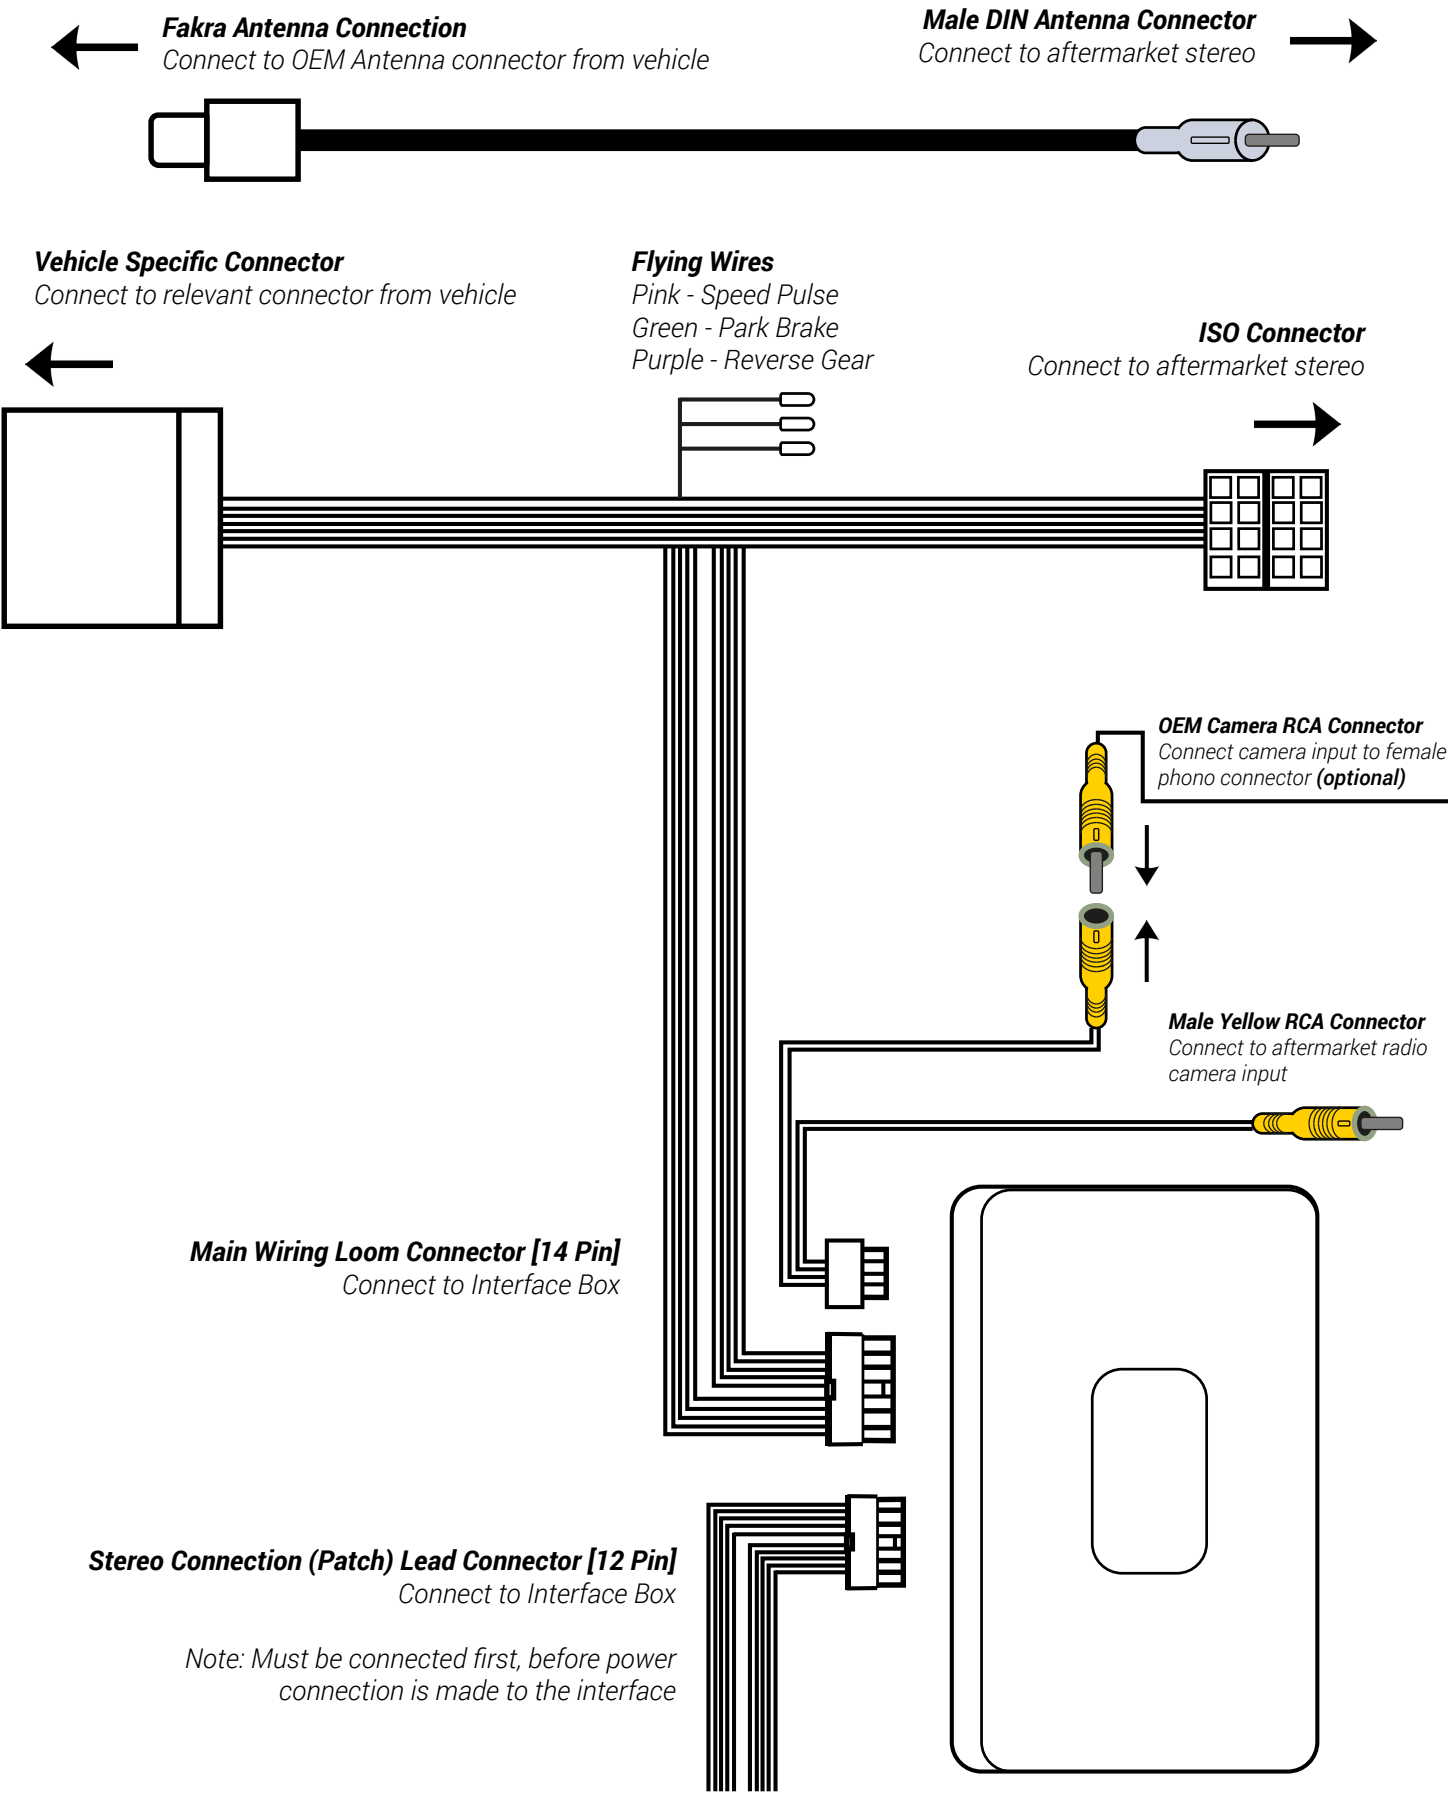 Fakra Antenna Connection
Connect to OEM Antenna connector from vehicle
Male DIN Antenna Connector
Connect to aftermarket stereo
Vehicle Specific Connector
Connect to relevant connector from vehicle
Flying Wires
Pink - Speed Pulse
Green - Park Brake
Purple - Reverse Gear
ISO Connector
Connect to aftermarket stereo
OEM Camera RCA Connector
Connect camera input to female
phono connector (optional)
Male Yellow RCA Connector
Connect to aftermarket radio
camera input
Main Wiring Loom Connector [14 Pin]
Connect to Interface Box
Stereo Connection (Patch) Lead Connector [12 Pin]
Connect to Interface Box
Note: Must be connected first, before power
connection is made to the interface